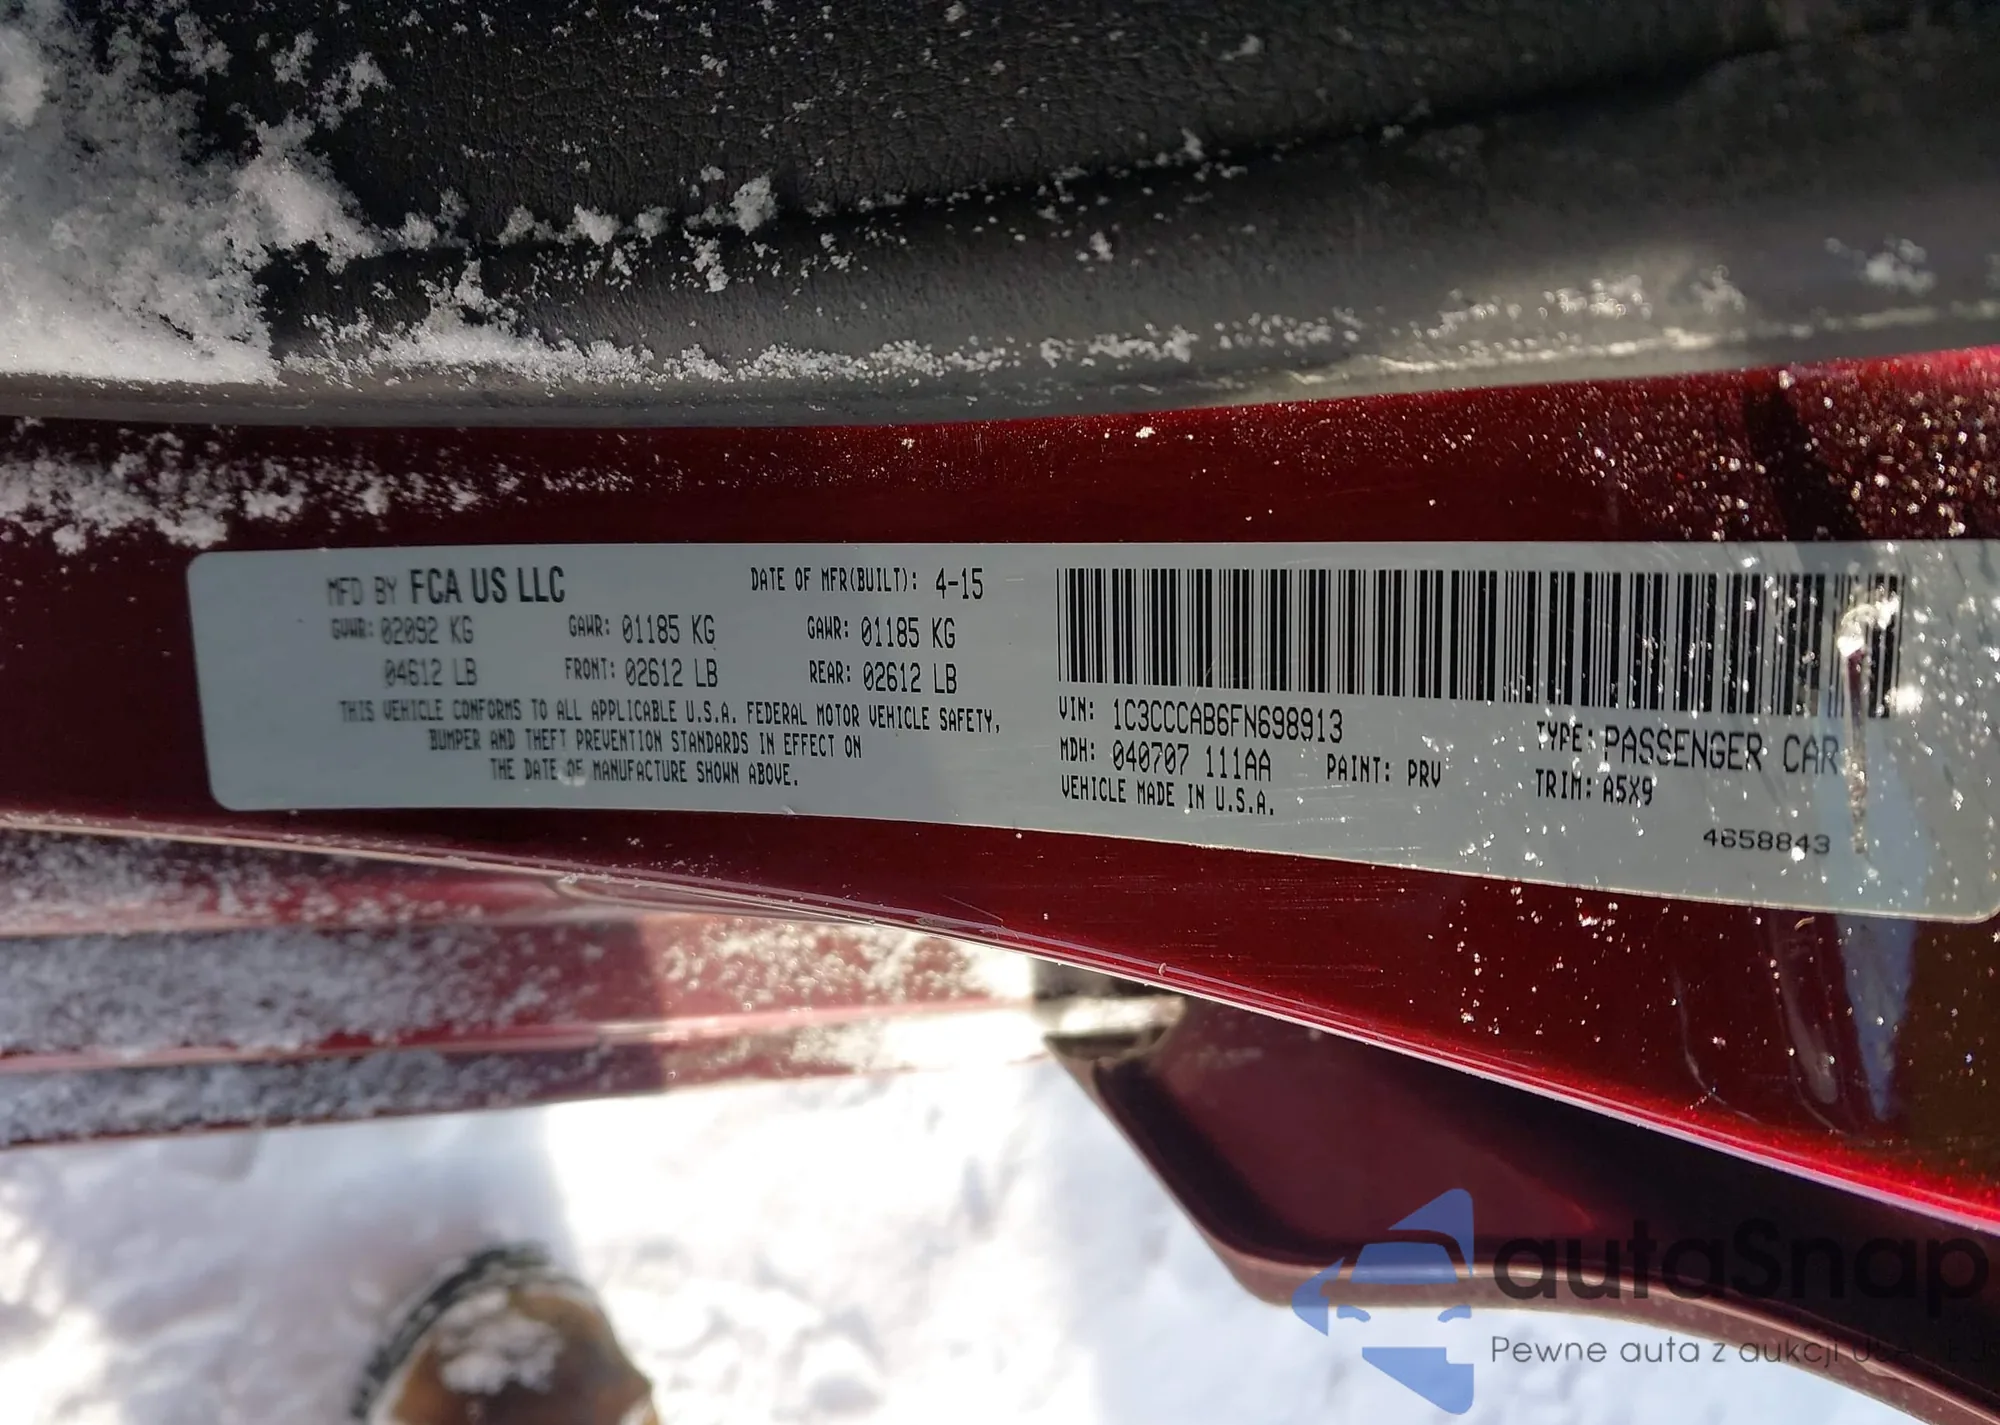 MFD BY FCA US LLC
DATE OF MFR(BUILT): 4-15
GVWR: 02092 KG
GAWR: 01185 KG
GAWR: 01185 KG
04612 LB
FRONT: 02612 LB
REAR: 02612 LB
THIS VEHICLE CONFORMS TO ALL APPLICABLE U.S.A. FEDERAL MOTOR VEHICLE SAFETY,
BUMPER AND THEFT PREVENTION STANDARDS IN EFFECT ON
THE DATE OF MANUFACTURE SHOWN ABOVE.
VIN: 1C3CCCAB6FN698913
TYPE: PASSENGER CAR
MDH: 040707 111AA
PAINT: PRV
TRIM: A5X9
VEHICLE MADE IN U.S.A.
4658843
autaSnap
Pewne auta z aukcji